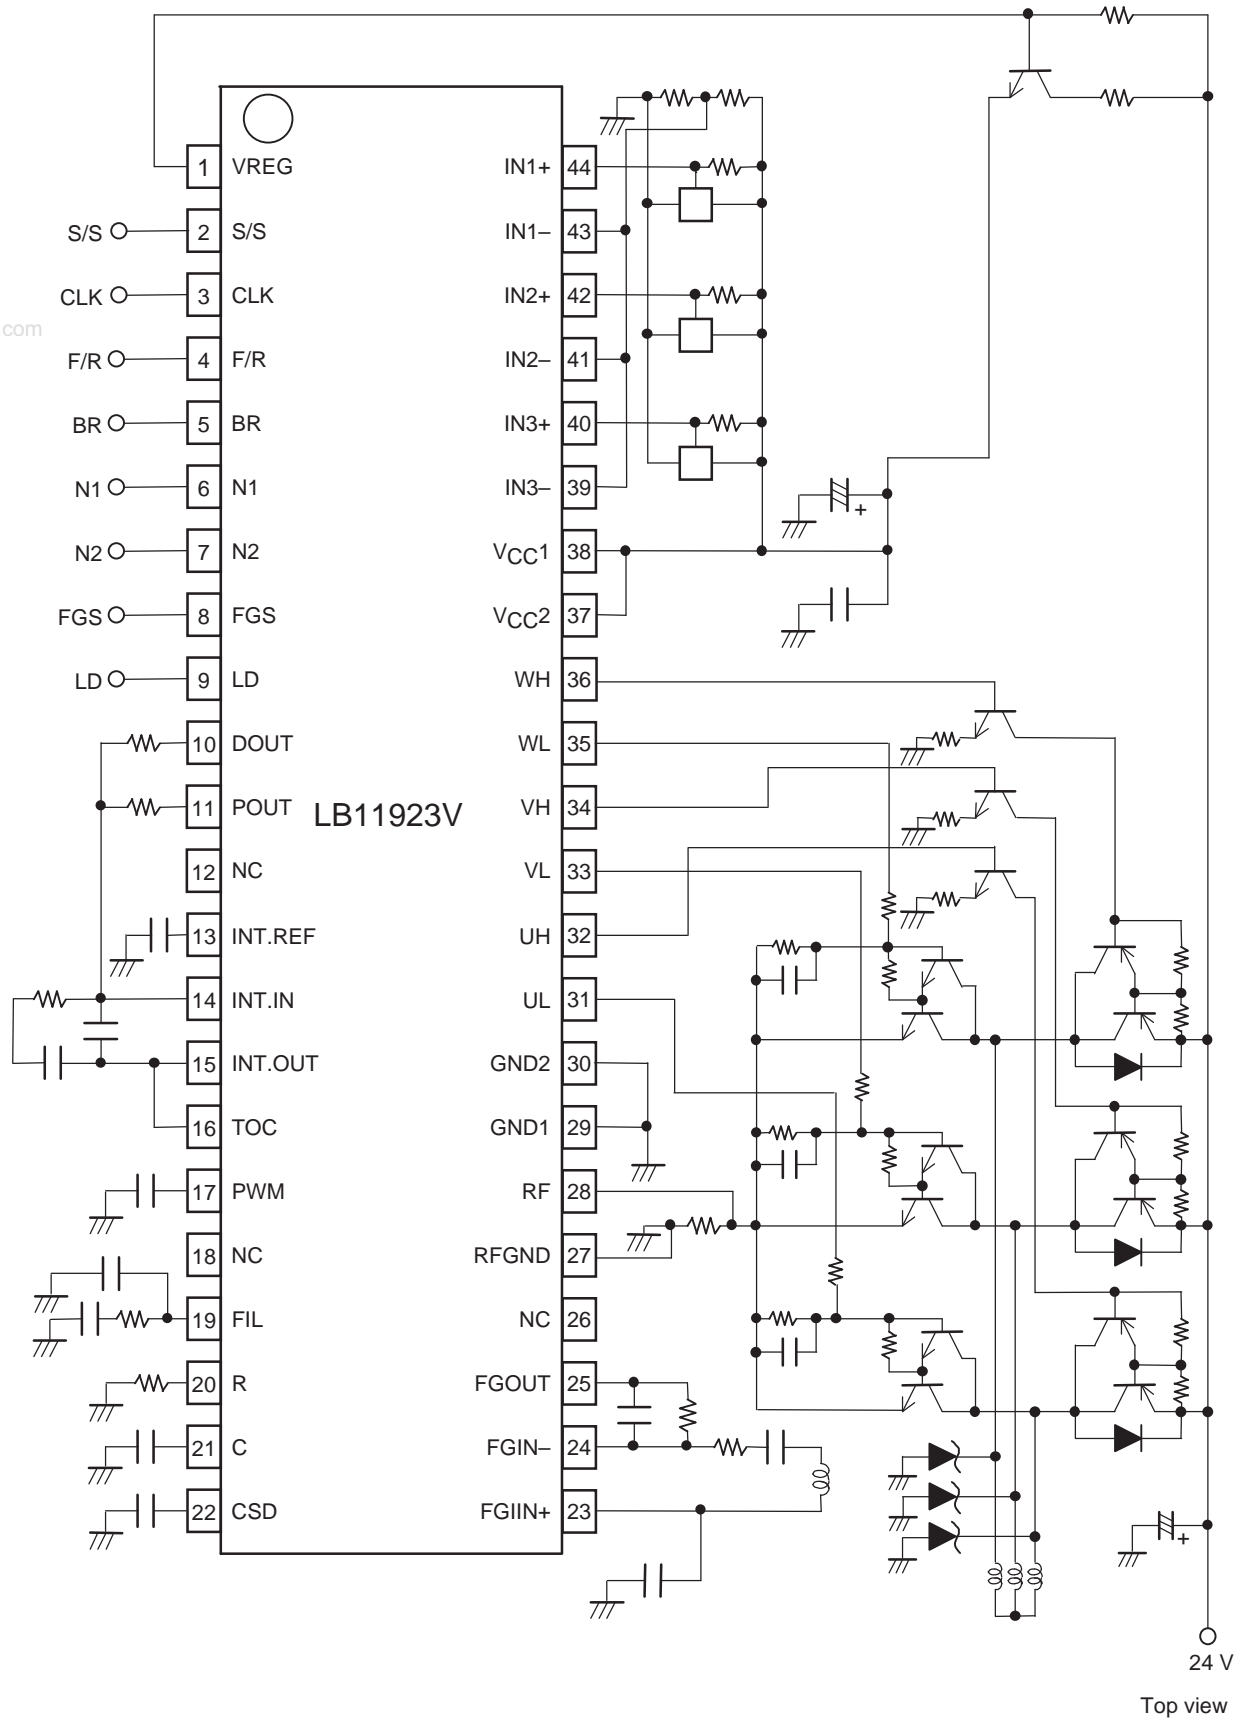 1 VREG IN1+ 44
S/S 2 S/S IN1– 43
CLK 3 CLK IN2+ 42
com
F/R 4 F/R IN2– 41
BR 5 BR IN3+ 40
N1 6 N1 IN3– 39
+
N2 7 N2 VCC1 38
FGS 8 FGS VCC2 37
LD 9 LD WH 36
10 DOUT WL 35
11 POUT LB11923V VH 34
12 NC VL 33
13 INT.REF UH 32
14 INT.IN UL 31
15 INT.OUT GND2 30
16 TOC GND1 29
17 PWM RF 28
18 NC RFGND 27
19 FIL NC 26
20 R FGOUT 25
21 C FGIN– 24
22 CSD FGIIN+ 23
+
24 V
Top view